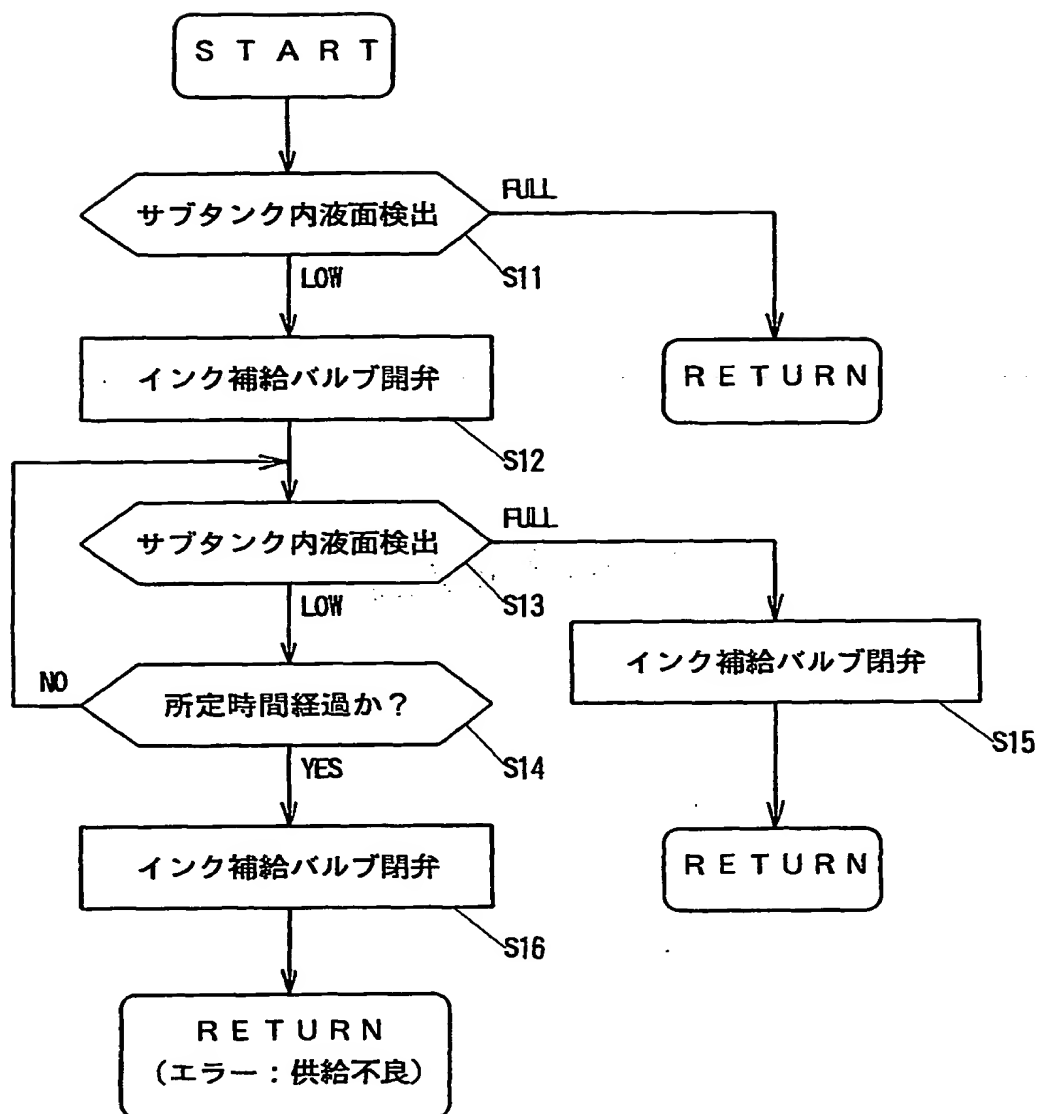 START
サブタンク内液面検出
FULL
S11
LOW
インク補給バルブ開弁
RETURN
S12
サブタンク内液面検出
FULL
S13
LOW
インク補給バルブ閉弁
NO
所定時間経過か?
S15
S14
YES
インク補給バルブ閉弁
RETURN
S16
RETURN
(エラー:供給不良)